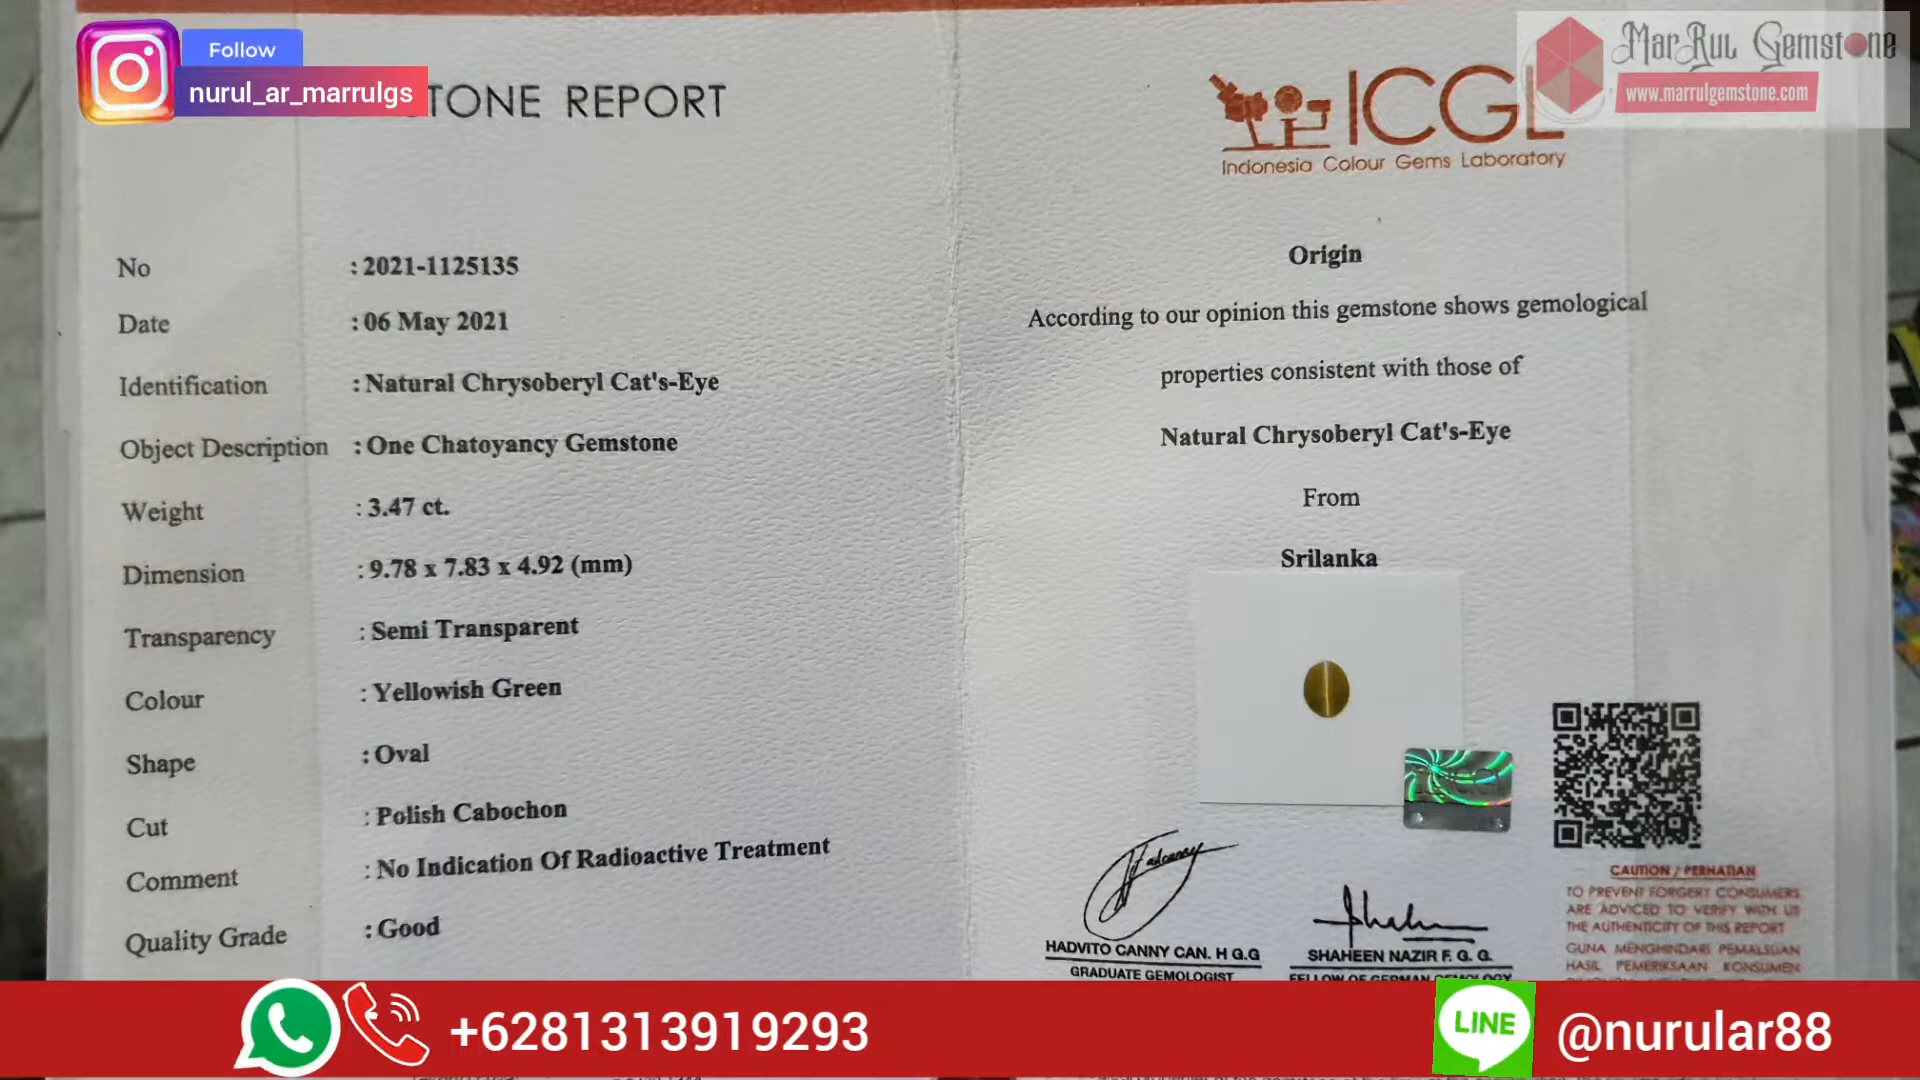 Follow
nurul_ar_marrulgs
TONE REPORT
ICGL
Indonesia Colour Gems Laboratory
MarRul Gemstone
www.marrulgemstone.com
No : 2021-1125135
Date : 06 May 2021
Identification : Natural Chrysoberyl Cat's-Eye
Object Description : One Chatoyancy Gemstone
Weight : 3.47 ct.
Dimension : 9.78 x 7.83 x 4.92 (mm)
Transparency : Semi Transparent
Colour : Yellowish Green
Shape : Oval
Cut : Polish Cabochon
Comment : No Indication Of Radioactive Treatment
Quality Grade : Good
Origin
According to our opinion this gemstone shows gemological
properties consistent with those of
Natural Chrysoberyl Cat's-Eye
From
Srilanka
HADVITO CANNY CAN. H G.G
GRADUATE GEMOLOGIST
SHAHEEN NAZIR F. G. G.
FELLOW OF GERMAN GEMOLOGY
CAUTION / PERHATIAN
TO PREVENT FORGERY CONSUMERS
ARE ADVICED TO VERIFY WITH US
THE AUTHENTICITY OF THIS REPORT
GUNA MENGHINDARI PEMALSUAN
HASIL PEMERIKSAAN KONSUMEN
+6281313919293
LINE
@nurular88